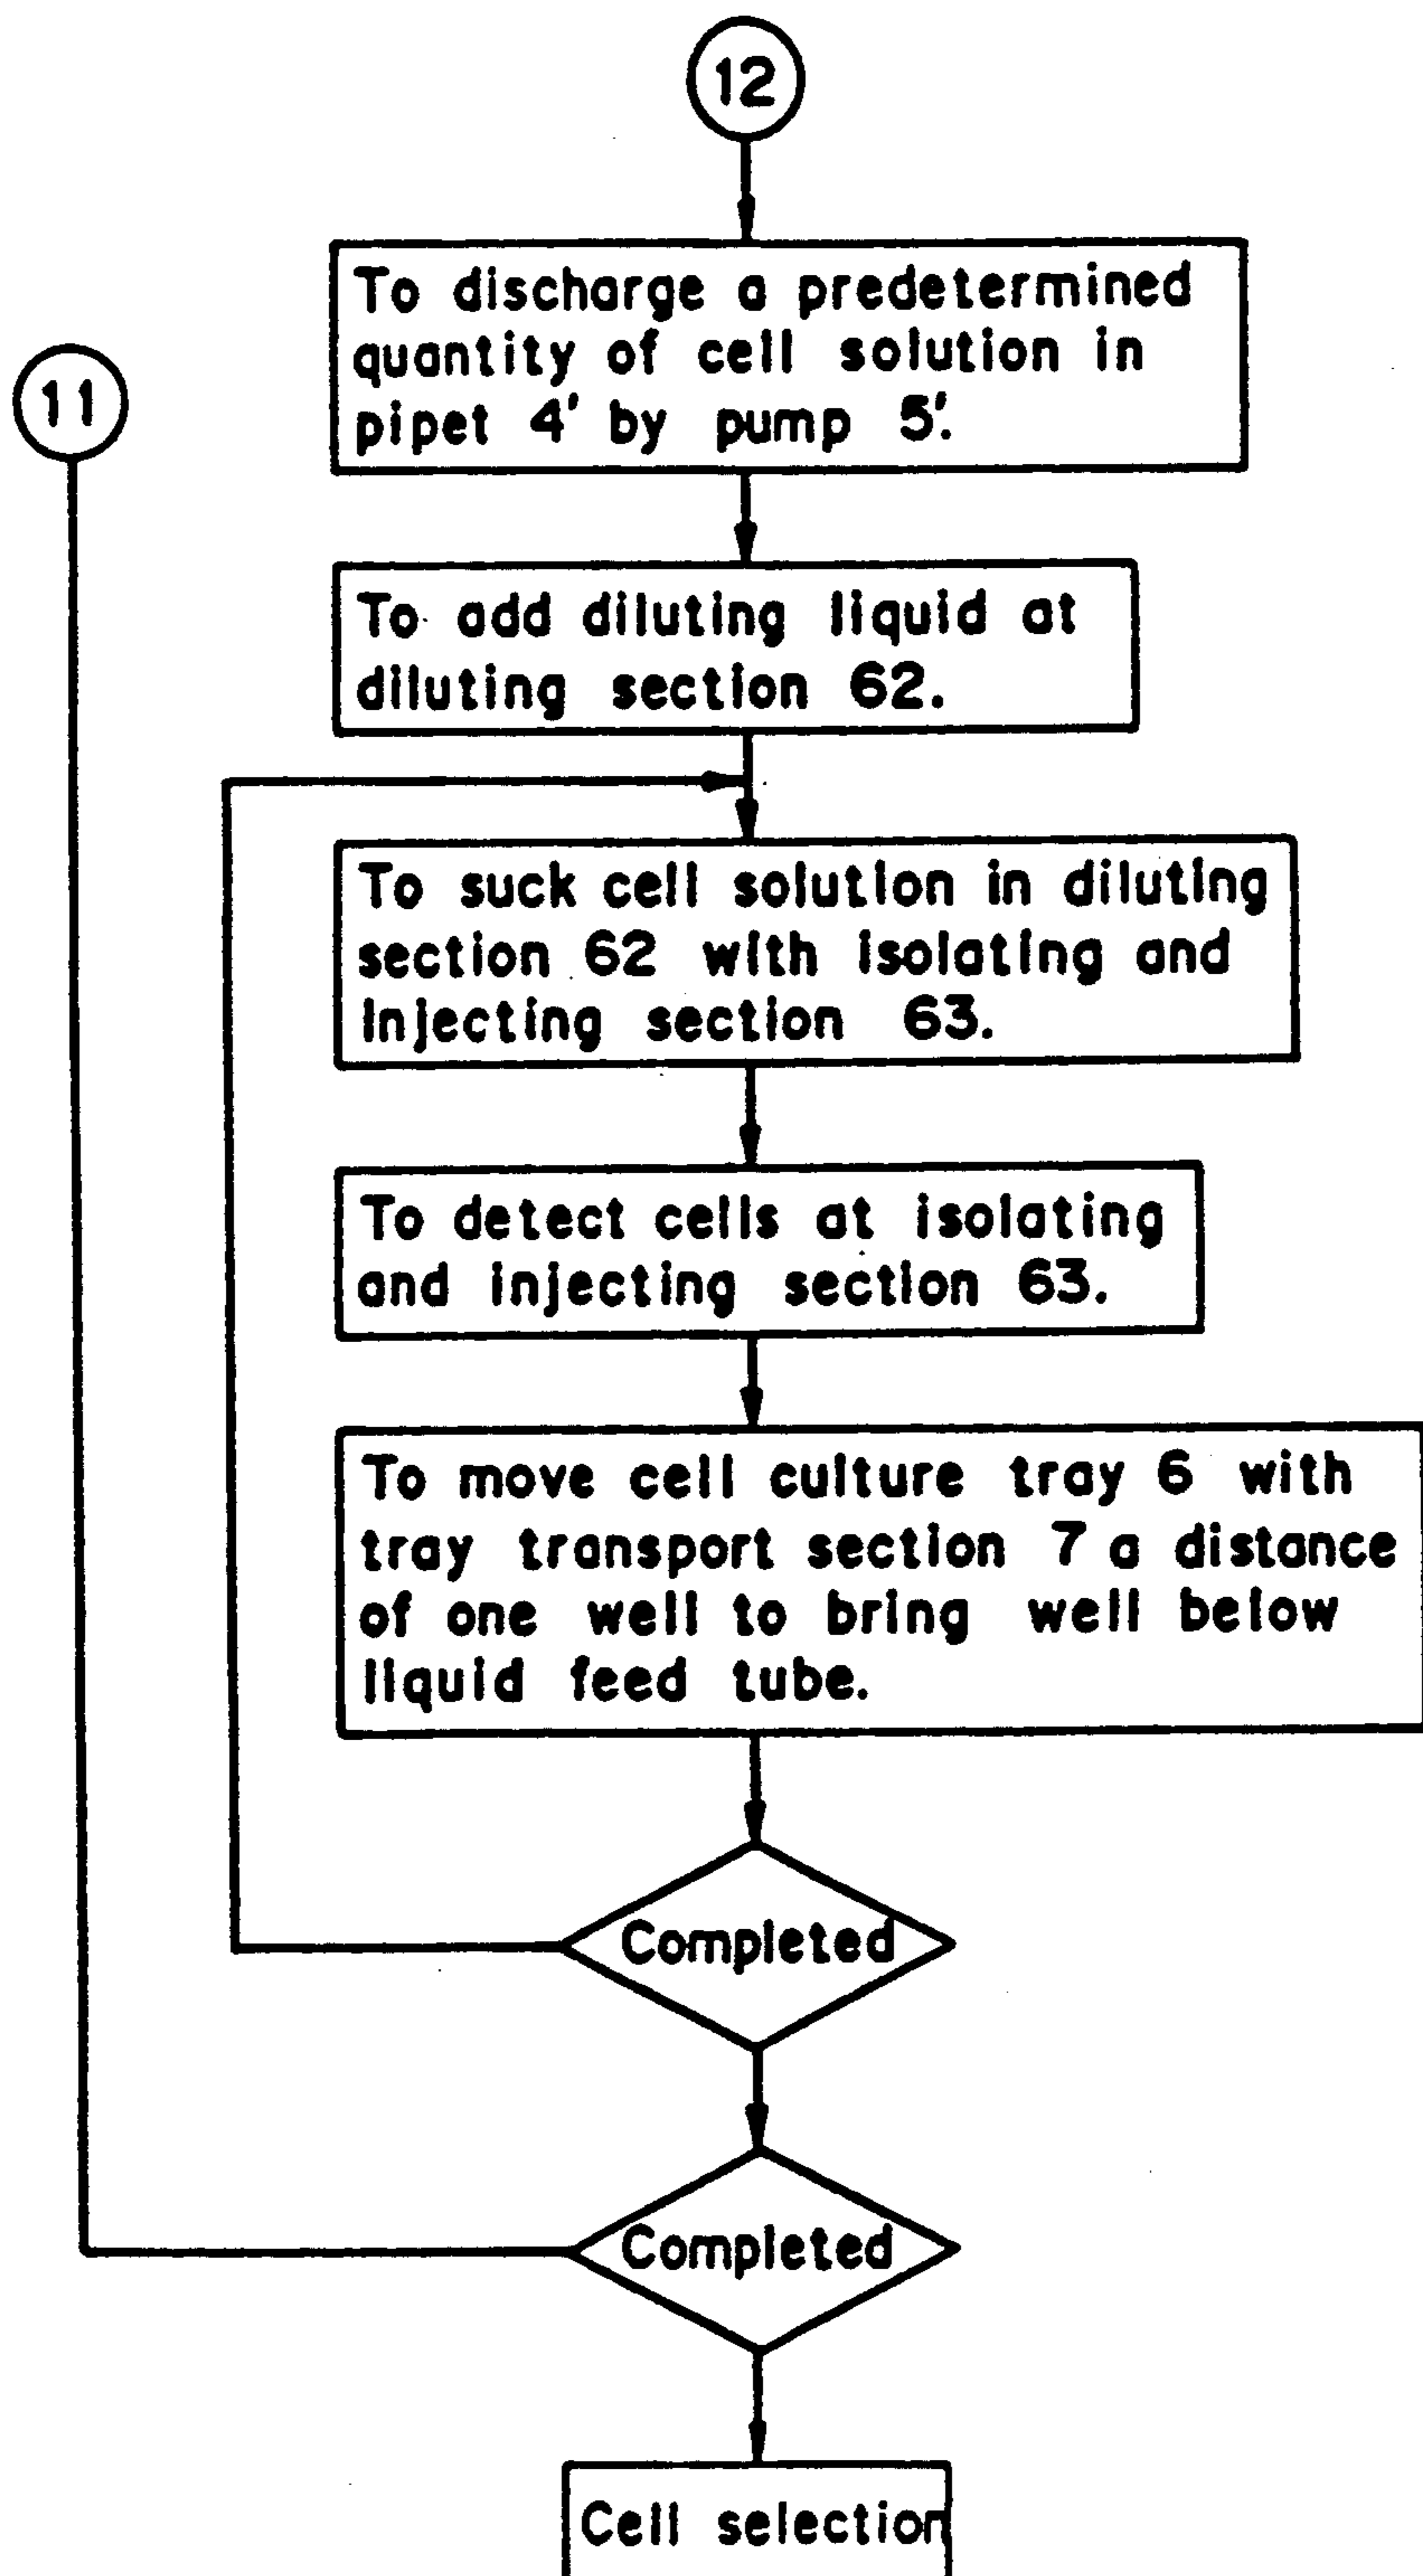 12
To discharge a predetermined
quantity of cell solution in
pipet 4' by pump 5'.
11
To add diluting liquid at
diluting section 62.
To suck cell solution in diluting
section 62 with isolating and
injecting section 63.
To detect cells at isolating
and injecting section 63.
To move cell culture tray 6 with
tray transport section 7 a distance
of one well to bring well below
liquid feed tube.
Completed
Completed
Cell selection